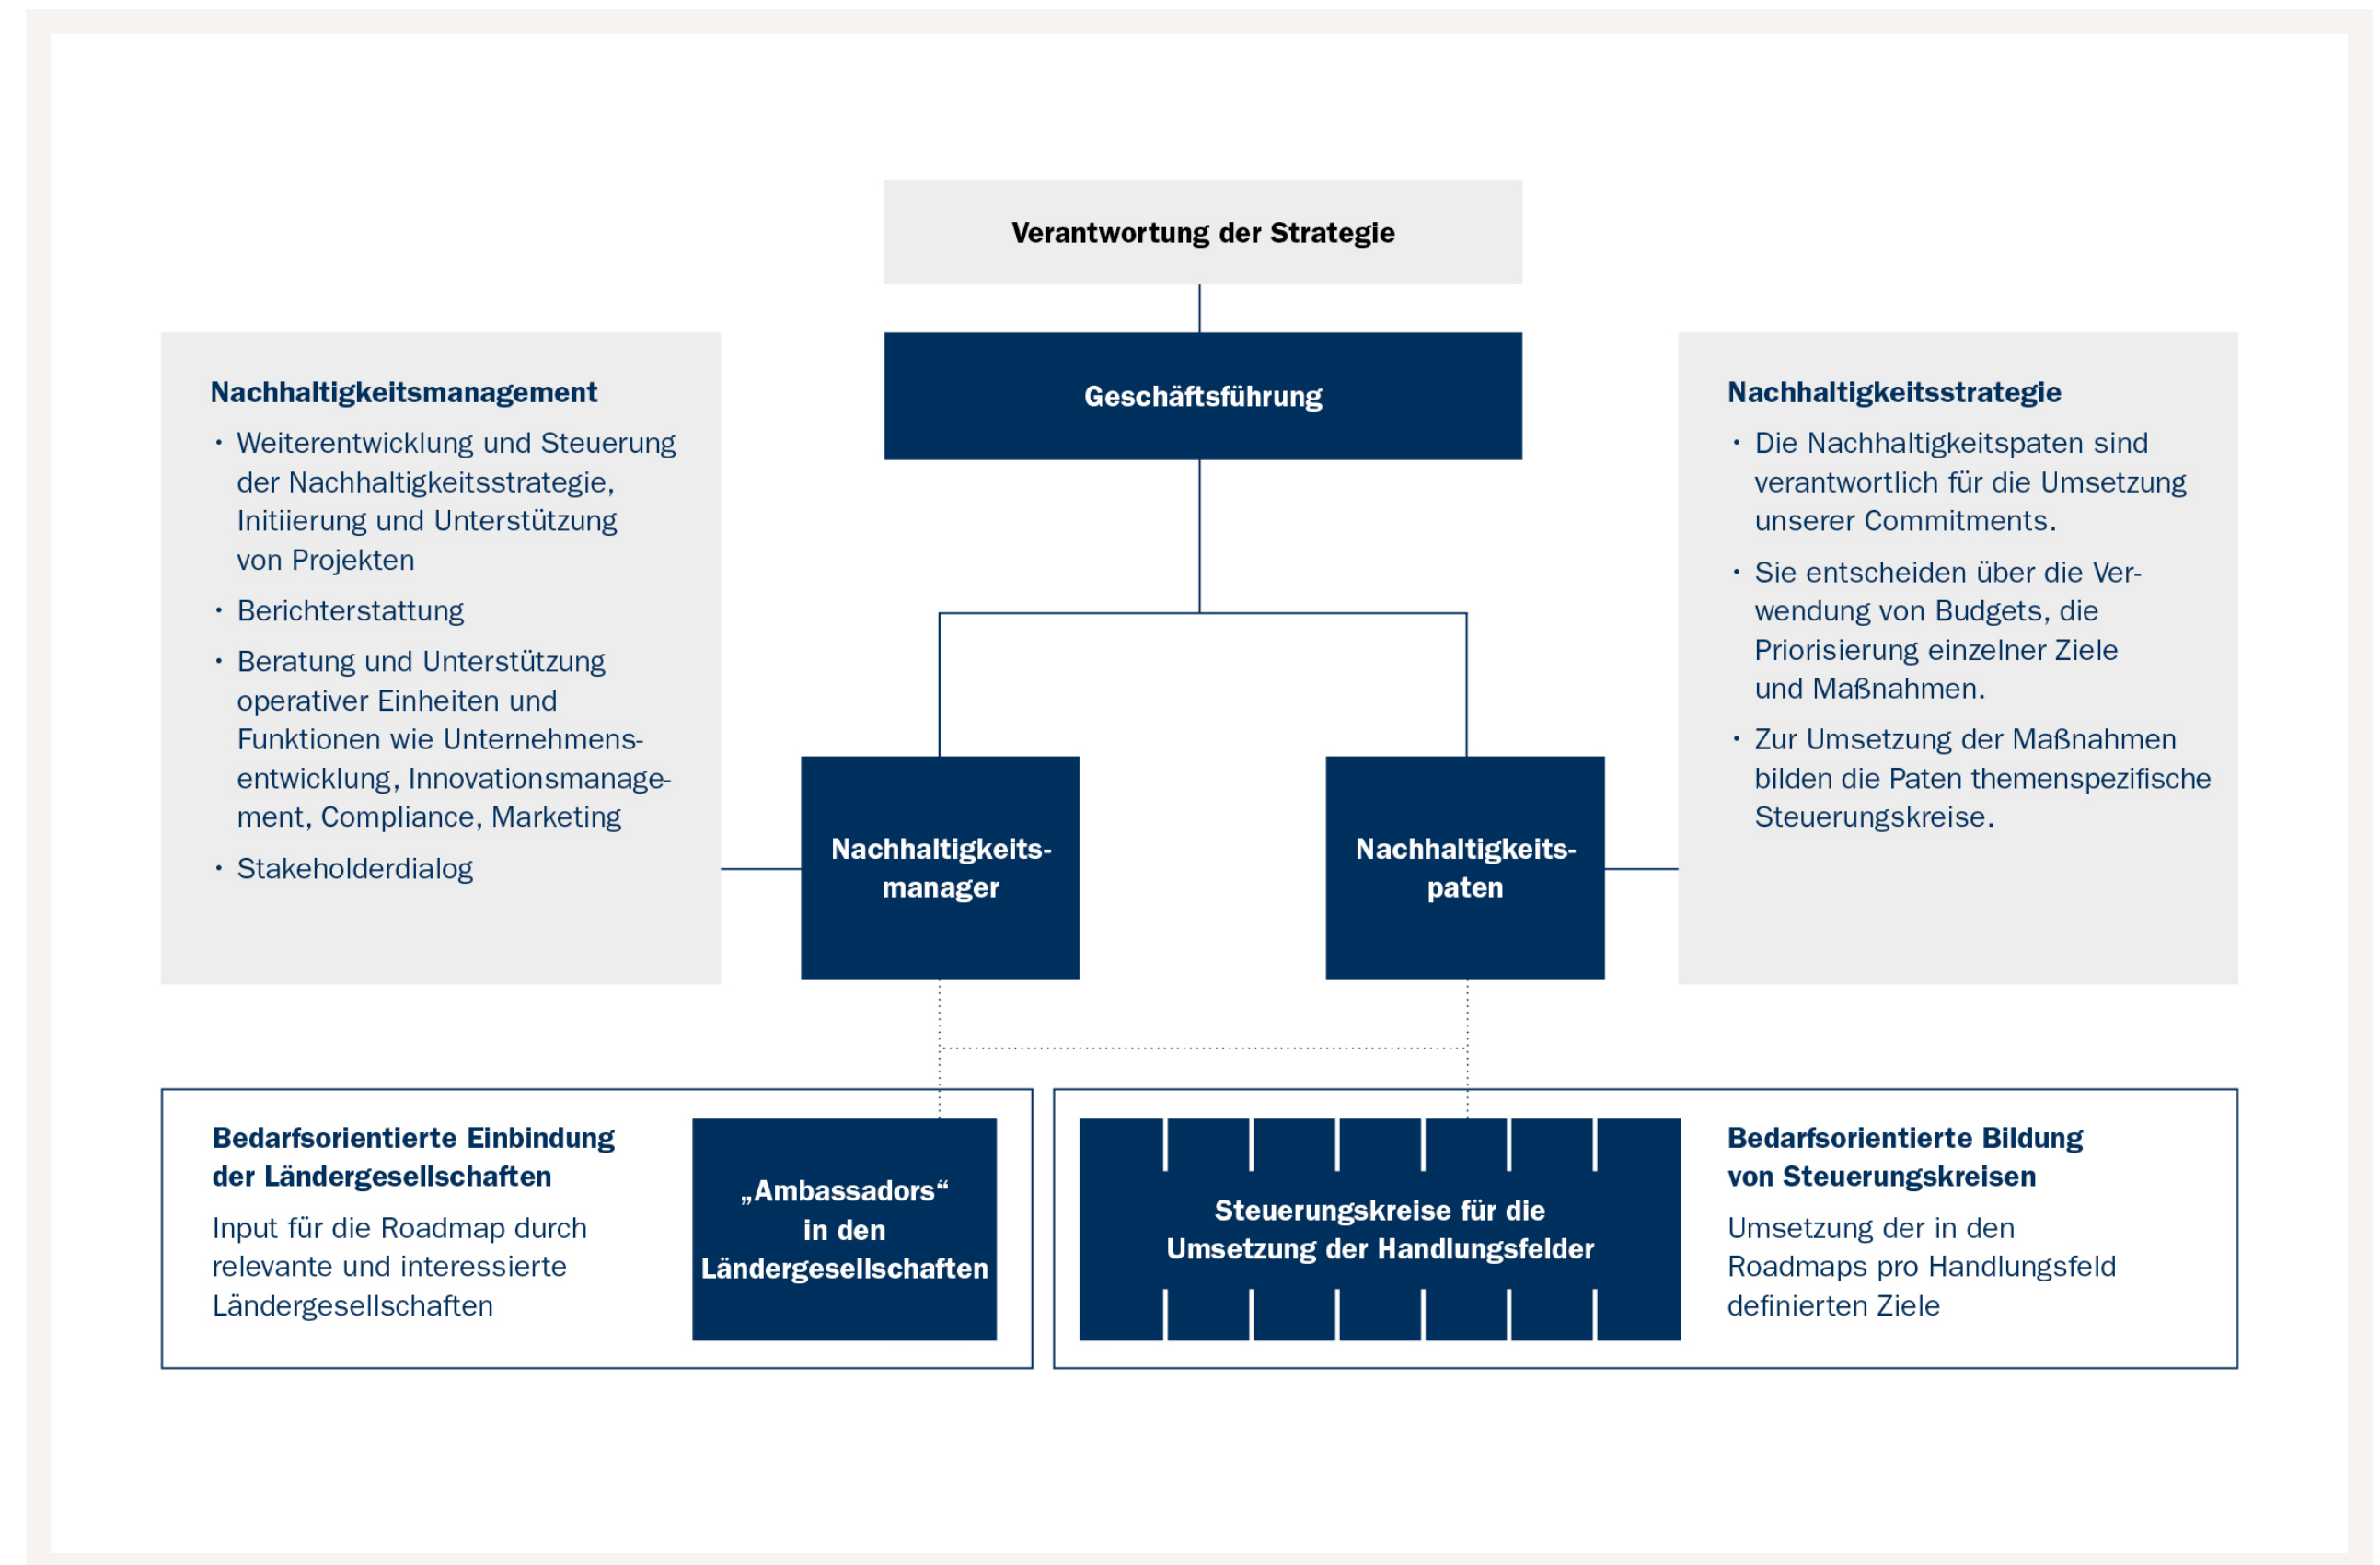 Verantwortung der Strategie
Geschäftsführung
Nachhaltigkeitsmanagement
· Weiterentwicklung und Steuerung
der Nachhaltigkeitsstrategie,
Initiierung und Unterstützung
von Projekten
· Berichterstattung
· Beratung und Unterstützung
operativer Einheiten und
Funktionen wie Unternehmens-
entwicklung, Innovationsmanage-
ment, Compliance, Marketing
· Stakeholderdialog
Nachhaltigkeitsstrategie
· Die Nachhaltigkeitspaten sind
verantwortlich für die Umsetzung
unserer Commitments.
· Sie entscheiden über die Ver-
wendung von Budgets, die
Priorisierung einzelner Ziele
und Maßnahmen.
· Zur Umsetzung der Maßnahmen
bilden die Paten themenspezifische
Steuerungskreise.
Nachhaltigkeits-
manager
Nachhaltigkeits-
paten
Bedarfsorientierte Einbindung
der Ländergesellschaften
Input für die Roadmap durch
relevante und interessierte
Ländergesellschaften
„Ambassadors“
in den
Ländergesellschaften
Steuerungskreise für die
Umsetzung der Handlungsfelder
Bedarfsorientierte Bildung
von Steuerungskreisen
Umsetzung der in den
Roadmaps pro Handlungsfeld
definierten Ziele